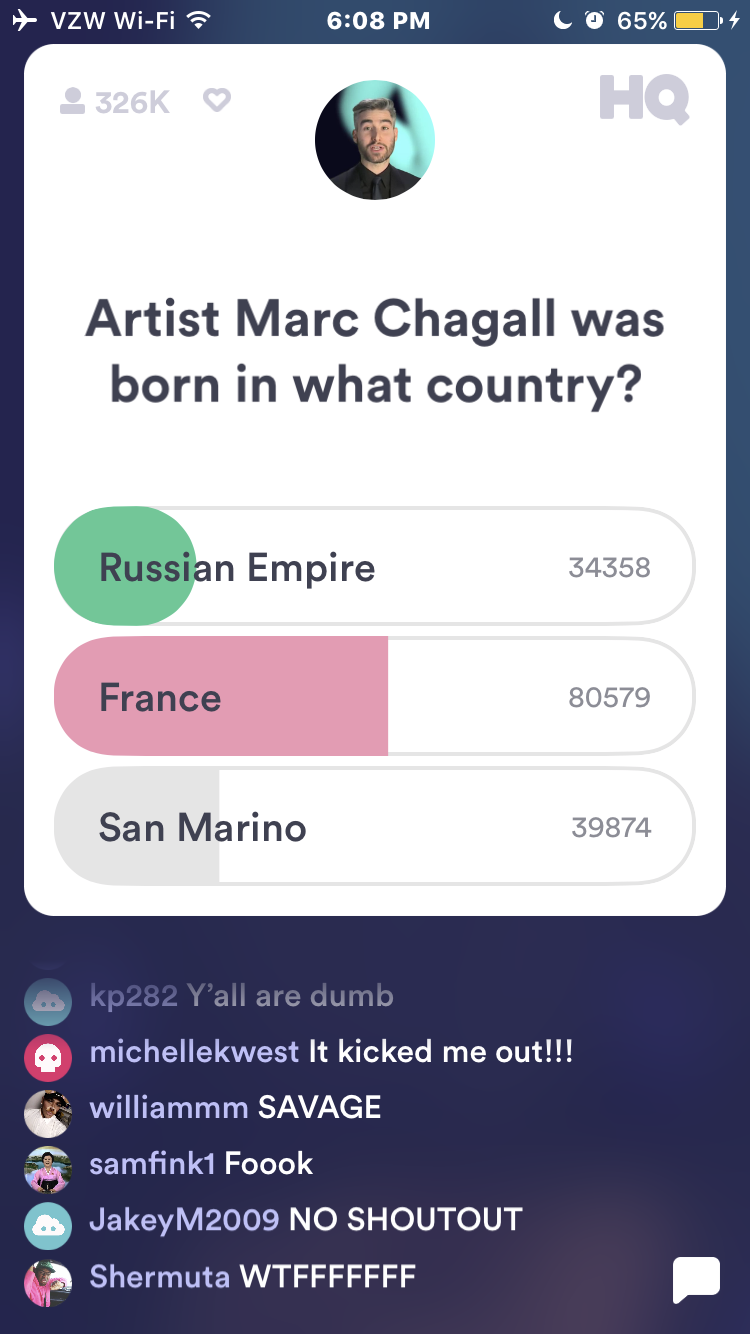 VZW Wi-Fi 6:08 PM 65%
326K HQ
Artist Marc Chagall was
born in what country?
Russian Empire 34358
France 80579
San Marino 39874
kp282 Y'all are dumb
michellekwest It kicked me out!!!
williammm SAVAGE
samfink1 Foook
JakeyM2009 NO SHOUTOUT
Shermuta WTFFFFFFF